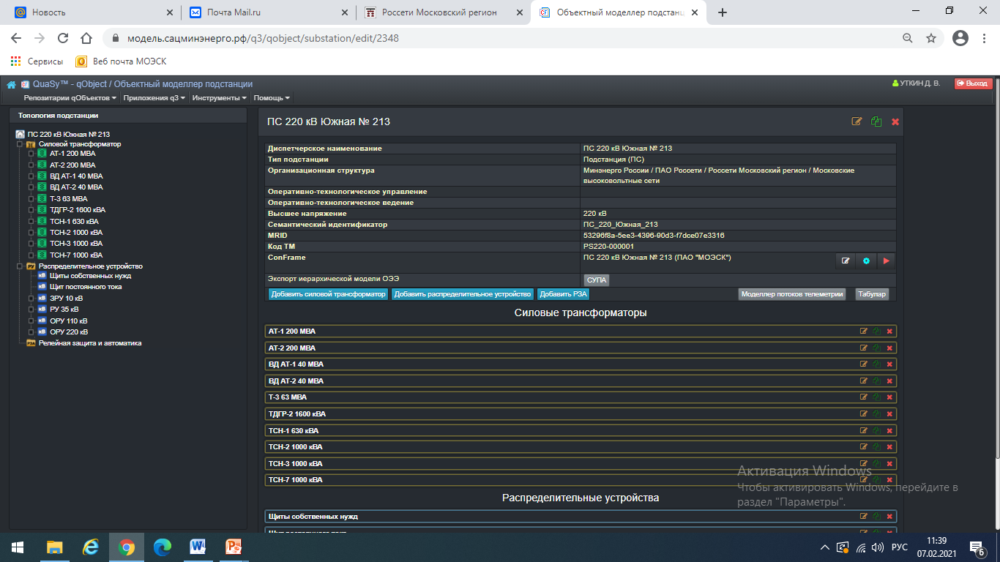 Новость
Почта Mail.ru
Россети Московский регион
Объектный моделлер подстанц
модель.сацминэнерго.рф/q3/qobject/substation/edit/2348
Сервисы
Веб почта МОЭСК
QuaSy™ - qObject / Объектный моделлер подстанции
УТКИН Д. В.
Выход
Репозитарии qОбъектов
Приложения q3
Инструменты
Помощь
Топология подстанции
ПС 220 кВ Южная № 213
Силовой трансформатор
АТ-1 200 МВА
АТ-2 200 МВА
ВД АТ-1 40 МВА
ВД АТ-2 40 МВА
Т-3 63 МВА
ТДГР-2 1600 кВА
ТСН-1 630 кВА
ТСН-2 1000 кВА
ТСН-3 1000 кВА
ТСН-7 1000 кВА
РУ Распределительное устройство
кВ Щиты собственных нужд
кВ Щит постоянного тока
кВ ЗРУ 10 кВ
кВ РУ 35 кВ
кВ ОРУ 110 кВ
кВ ОРУ 220 кВ
РЗА Релейная защита и автоматика
ПС 220 кВ Южная № 213
Диспетчерское наименование ПС 220 кВ Южная № 213
Тип подстанции Подстанция (ПС)
Организационная структура Минэнерго России / ПАО Россети / Россети Московский регион / Московские
высоковольтные сети
Оперативно-технологическое управление
Оперативно-технологическое ведение
Высшее напряжение 220 кВ
Семантический идентификатор ПС_220_Южная_213
MRID 53296f8a-5ee3-4396-90d3-f7dce07e3316
Код ТМ PS220-000001
ConFrame ПС 220 кВ Южная № 213 (ПАО "МОЭСК")
Экспорт иерархической модели ОЭЭ СУПА
Добавить силовой трансформатор Добавить распределительное устройство Добавить РЗА Моделлер потоков телеметрии Табуляр
Силовые трансформаторы
АТ-1 200 МВА
АТ-2 200 МВА
ВД АТ-1 40 МВА
ВД АТ-2 40 МВА
Т-3 63 МВА
ТДГР-2 1600 кВА
ТСН-1 630 кВА
ТСН-2 1000 кВА
ТСН-3 1000 кВА
ТСН-7 1000 кВА
Активация Windows
Чтобы активировать Windows, перейдите в
раздел "Параметры".
Распределительные устройства
Щиты собственных нужд
РУС
11:39
07.02.2021
6